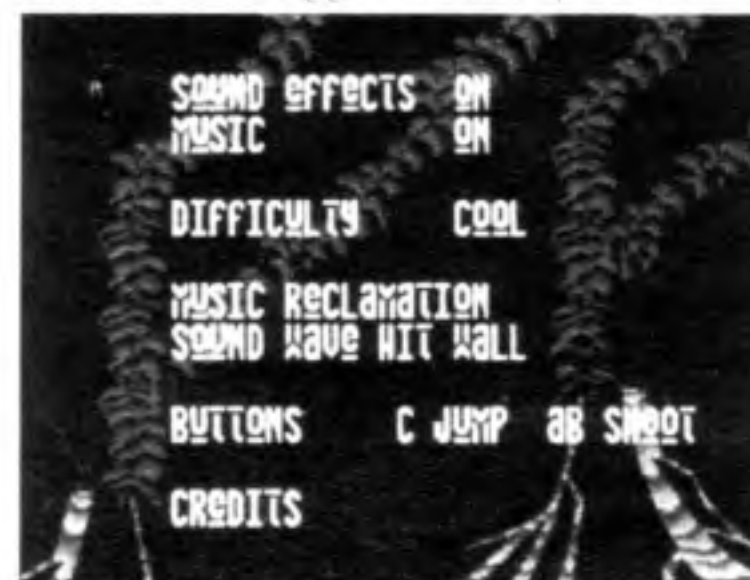 SOUND EFFECTS ON
MUSIC ON
DIFFICULTY COOL
MUSIC RECLAMATION
SOUND WAVE HIT WALL
BUTTONS C JUMP AB SHOOT
CREDITS